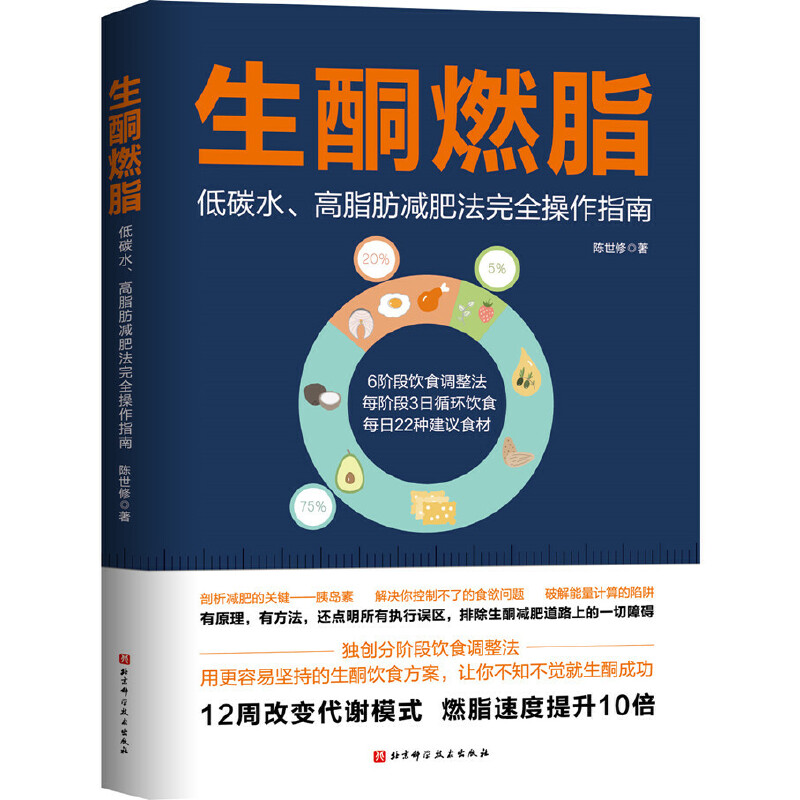 生酮燃脂
低碳水、高脂肪减肥法完全操作指南
陈世修◎著
20%
5%
6阶段饮食调整法
每阶段3日循环饮食
每日22种建议食材
75%
剖析减肥的关键——胰岛素 解决你控制不了的食欲问题 破解能量计算的陷阱
有原理，有方法，还点明所有执行误区，排除生酮减肥道路上的一切障碍
独创分阶段饮食调整法
用更容易坚持的生酮饮食方案，让你不知不觉就生酮成功
12周改变代谢模式 燃脂速度提升10倍
北京科学技术出版社
生酮燃脂
低碳水、高脂肪减肥法完全操作指南
陈世修◎著
北京科学技术出版社